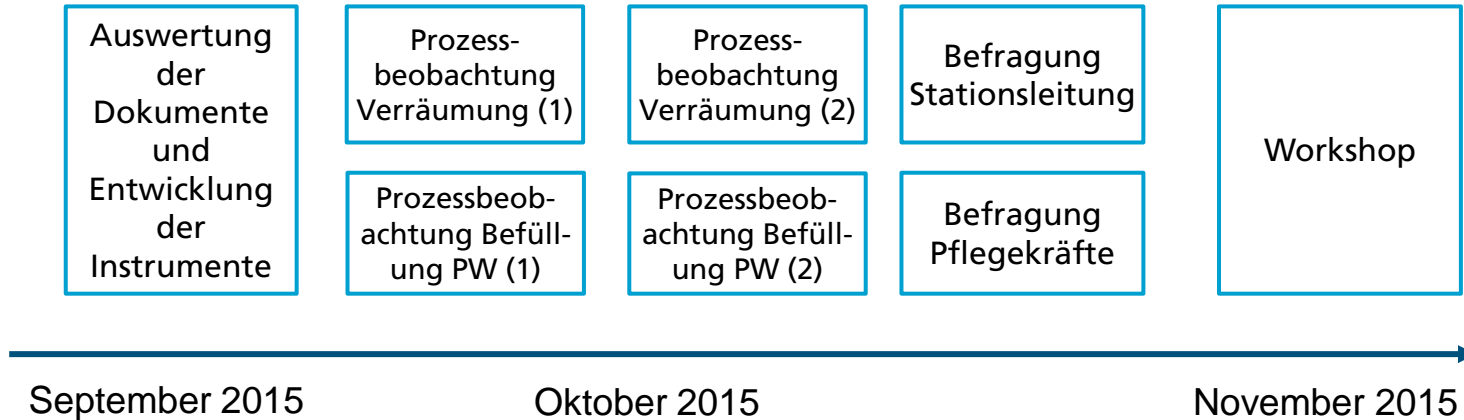 Auswertung
der
Dokumente
und
Entwicklung
der
Instrumente
Prozess-
beobachtung
Verräumung (1)
Prozessbeob-
achtung Befüll-
ung PW (1)
Prozess-
beobachtung
Verräumung (2)
Prozessbeob-
achtung Befüll-
ung PW (2)
Befragung
Stationsleitung
Befragung
Pflegekräfte
Workshop
September 2015
Oktober 2015
November 2015